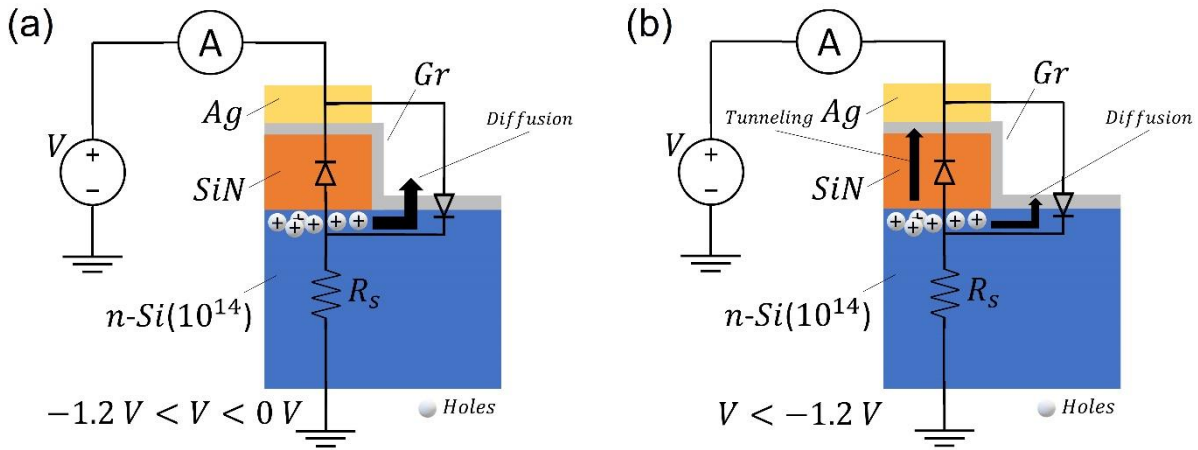 (a)
A
Gr
Ag
Diffusion
V
+
−
SiN
+ + + + + +
R_s
n-Si(10^{14})
−1.2 V < V < 0 V
Holes
(b)
A
Gr
Tunneling Ag
Diffusion
V
+
−
SiN
+ + + + + +
R_s
n-Si(10^{14})
V < −1.2 V
Holes